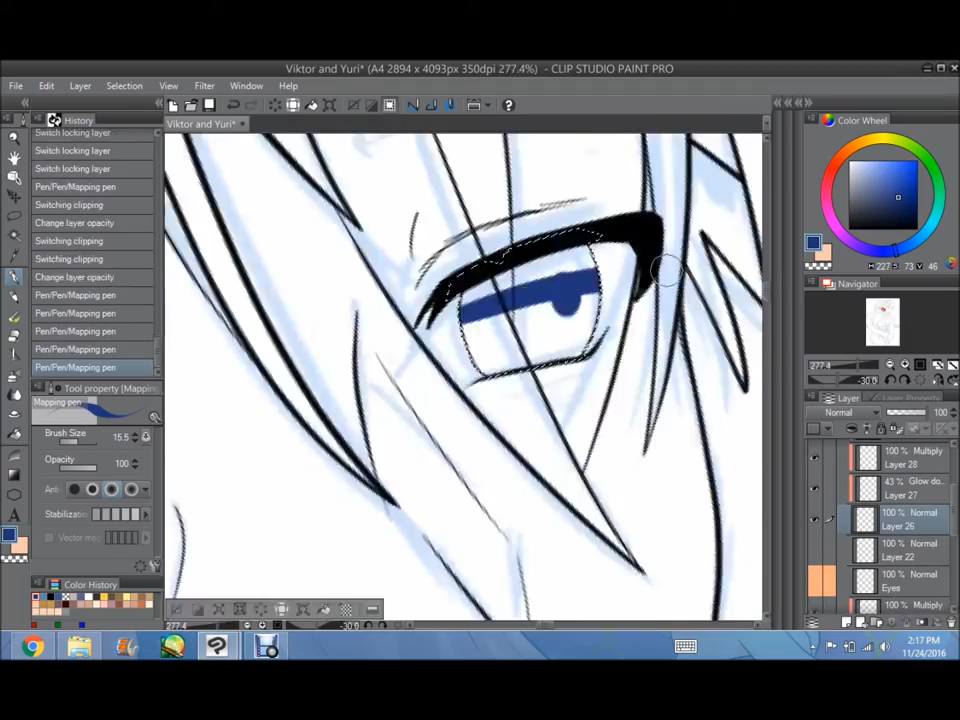 Viktor and Yuri* (A4 2894 x 4093px 350dpi 277.4%) - CLIP STUDIO PAINT PRO
File Edit Layer Selection View Filter Window Help
Viktor and Yuri*
History
Switch locking layer
Switch locking layer
Switch locking layer
Pen/Pen/Mapping pen
Switching clipping
Change layer opacity
Switching clipping
Switching clipping
Change layer opacity
Pen/Pen/Mapping pen
Pen/Pen/Mapping pen
Pen/Pen/Mapping pen
Pen/Pen/Mapping pen
Pen/Pen/Mapping pen
Tool property [Mapping
Mapping pen
Brush Size 15.5
Opacity 100
Anti-
Stabilizatio
Vector mag
Color History
277.4 -30.0
Color Wheel
H 227 S 73 V 46
Navigator
277.4
-30.0
Layer Layer Property
Normal 100
100 % Multiply
Layer 28
43 % Glow do...
Layer 27
100 % Normal
Layer 26
100 % Normal
Layer 22
100 % Normal
Eyes
100 % Multiply
2:17 PM
11/24/2016